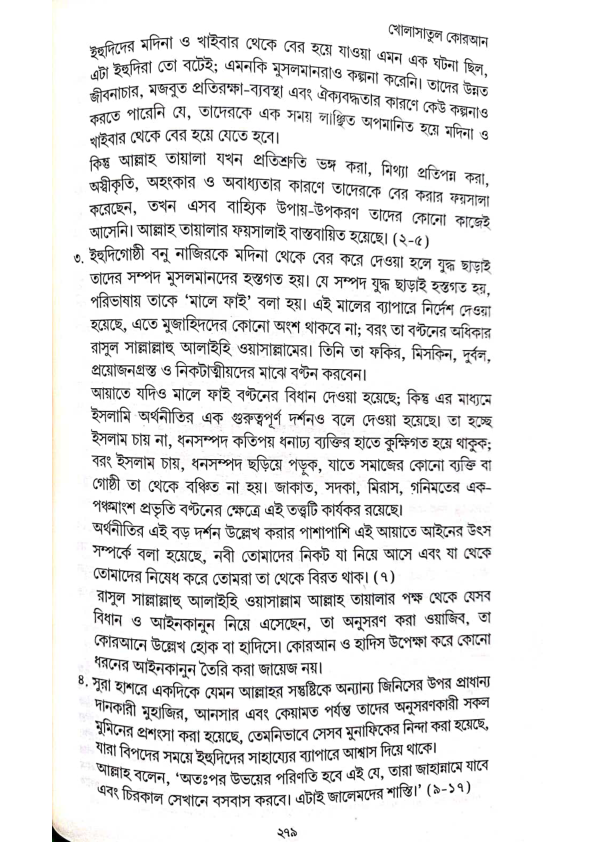 খোলাসাতুল কোরআন
ইহুদিদের মদিনা ও খাইবার থেকে বের হয়ে যাওয়া এমন এক ঘটনা ছিল,
এটা ইহুদিরা তো বটেই; এমনকি মুসলমানরাও কল্পনা করেনি। তাদের উন্নত
জীবনাচার, মজবুত প্রতিরক্ষা-ব্যবস্থা এবং ঐক্যবদ্ধতার কারণে কেউ কল্পনাও
করতে পারেনি যে, তাদেরকে এক সময় লাঞ্ছিত অপমানিত হয়ে মদিনা ও
খাইবার থেকে বের হয়ে যেতে হবে।
কিন্তু আল্লাহ তায়ালা যখন প্রতিশ্রুতি ভঙ্গ করা, মিথ্যা প্রতিপন্ন করা,
অস্বীকৃতি, অহংকার ও অবাধ্যতার কারণে তাদেরকে বের করার ফয়সালা
করেছেন, তখন এসব বাহ্যিক উপায়-উপকরণ তাদের কোনো কাজেই
আসেনি। আল্লাহ তায়ালার ফয়সালাই বাস্তবায়িত হয়েছে। (২-৫)
৩. ইহুদিগোষ্ঠী বনু নাজিরকে মদিনা থেকে বের করে দেওয়া হলে যুদ্ধ ছাড়াই
তাদের সম্পদ মুসলমানদের হস্তগত হয়। যে সম্পদ যুদ্ধ ছাড়াই হস্তগত হয়,
পরিভাষায় তাকে ‘মালে ফাই’ বলা হয়। এই মালের ব্যাপারে নির্দেশ দেওয়া
হয়েছে, এতে মুজাহিদদের কোনো অংশ থাকবে না; বরং তা বণ্টনের অধিকার
রাসুল সাল্লাল্লাহু আলাইহি ওয়াসাল্লামের। তিনি তা ফকির, মিসকিন, দুর্বল,
প্রয়োজনগ্রস্ত ও নিকটাত্মীয়দের মাঝে বণ্টন করবেন।
আয়াতে যদিও মালে ফাই বণ্টনের বিধান দেওয়া হয়েছে; কিন্তু এর মাধ্যমে
ইসলামি অর্থনীতির এক গুরুত্বপূর্ণ দর্শনও বলে দেওয়া হয়েছে। তা হচ্ছে
ইসলাম চায় না, ধনসম্পদ কতিপয় ধনাঢ্য ব্যক্তির হাতে কুক্ষিগত হয়ে থাকুক;
বরং ইসলাম চায়, ধনসম্পদ ছড়িয়ে পড়ুক, যাতে সমাজের কোনো ব্যক্তি বা
গোষ্ঠী তা থেকে বঞ্চিত না হয়। জাকাত, সদকা, মিরাস, গনিমতের এক-
পঞ্চমাংশ প্রভৃতি বণ্টনের ক্ষেত্রে এই তত্ত্বটি কার্যকর রয়েছে।
অর্থনীতির এই বড় দর্শন উল্লেখ করার পাশাপাশি এই আয়াতে আইনের উৎস
সম্পর্কে বলা হয়েছে, নবী তোমাদের নিকট যা নিয়ে আসে এবং যা থেকে
তোমাদের নিষেধ করে তোমরা তা থেকে বিরত থাক। (৭)
রাসুল সাল্লাল্লাহু আলাইহি ওয়াসাল্লাম আল্লাহ তায়ালার পক্ষ থেকে যেসব
বিধান ও আইনকানুন নিয়ে এসেছেন, তা অনুসরণ করা ওয়াজিব, তা
কোরআনে উল্লেখ হোক বা হাদিসে। কোরআন ও হাদিস উপেক্ষা করে কোনো
ধরনের আইনকানুন তৈরি করা জায়েজ নয়।
৪. সুরা হাশরে একদিকে যেমন আল্লাহর সন্তুষ্টিকে অন্যান্য জিনিসের উপর প্রাধান্য
দানকারী মুহাজির, আনসার এবং কেয়ামত পর্যন্ত তাদের অনুসরণকারী সকল
মুমিনের প্রশংসা করা হয়েছে, তেমনিভাবে সেসব মুনাফিকের নিন্দা করা হয়েছে,
যারা বিপদের সময়ে ইহুদিদের সাহায্যের ব্যাপারে আশ্বাস দিয়ে থাকে।
আল্লাহ বলেন, ‘অতঃপর উভয়ের পরিণতি হবে এই যে, তারা জাহান্নামে যাবে
এবং চিরকাল সেখানে বসবাস করবে। এটাই জালেমদের শাস্তি।’ (৯-১৭)
২৭৯